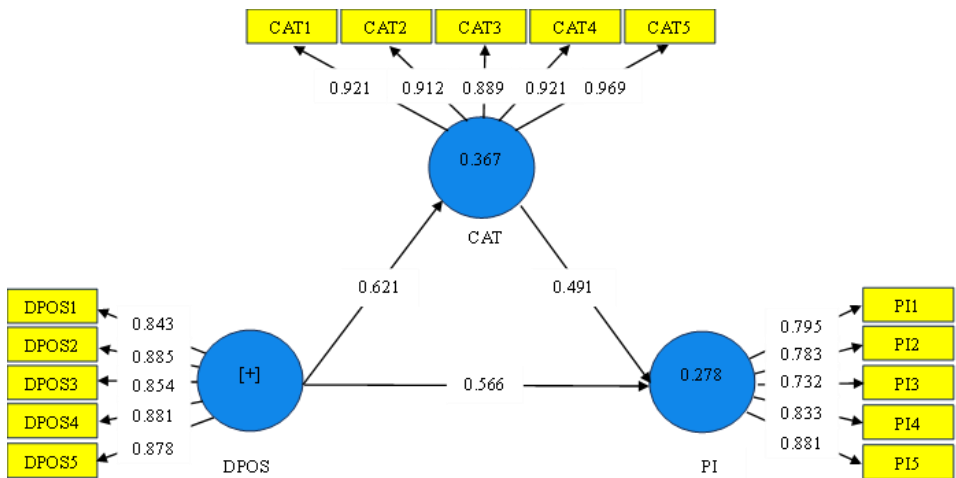 CAT1 CAT2 CAT3 CAT4 CAT5
0.921 0.912 0.889 0.921 0.969
0.367
CAT
0.621 0.491
DPOS1
DPOS2
DPOS3
DPOS4
DPOS5
0.843
0.885
0.854
0.881
0.878
[+]
DPOS
0.566
0.278
PI
0.795
0.783
0.732
0.833
0.881
PI1
PI2
PI3
PI4
PI5